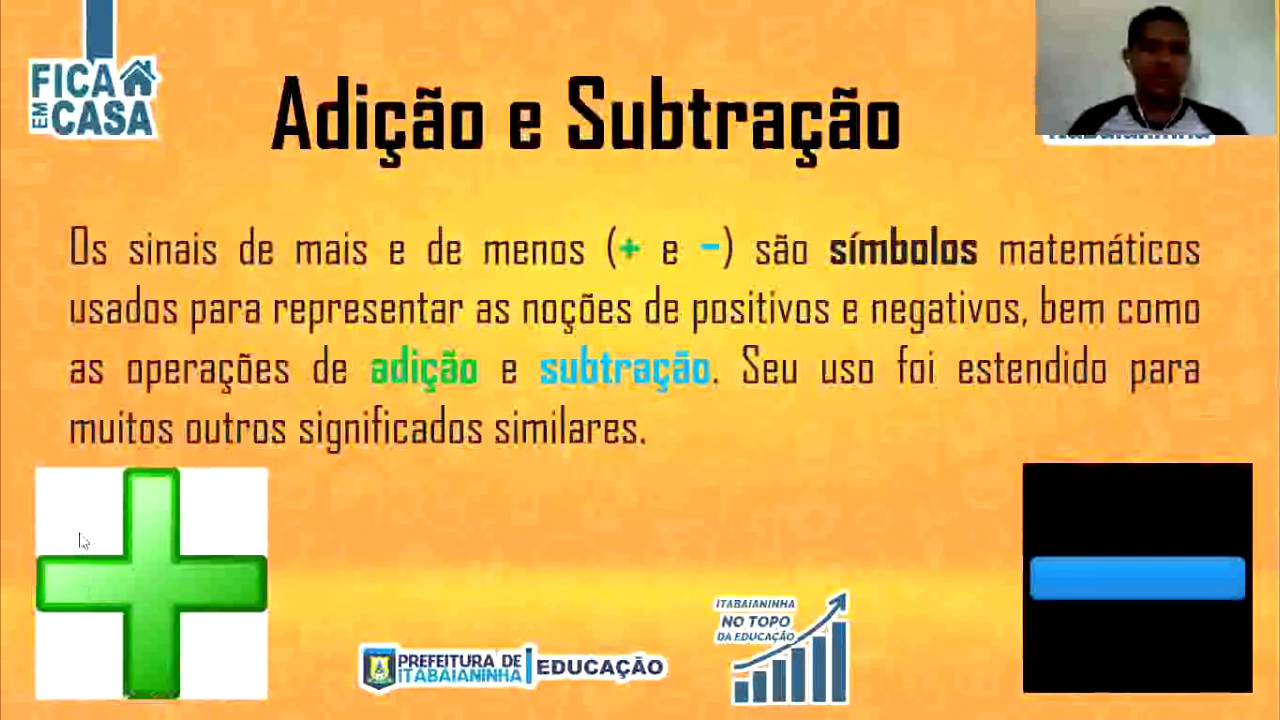 FICA
EM CASA
Adição e Subtração
Os sinais de mais e de menos (+ e −) são símbolos matemáticos
usados para representar as noções de positivos e negativos, bem como
as operações de adição e subtração. Seu uso foi estendido para
muitos outros significados similares.
ITABAIANINHA
NO TOPO
DA EDUCAÇÃO
PREFEITURA DE
ITABAIANINHA
EDUCAÇÃO